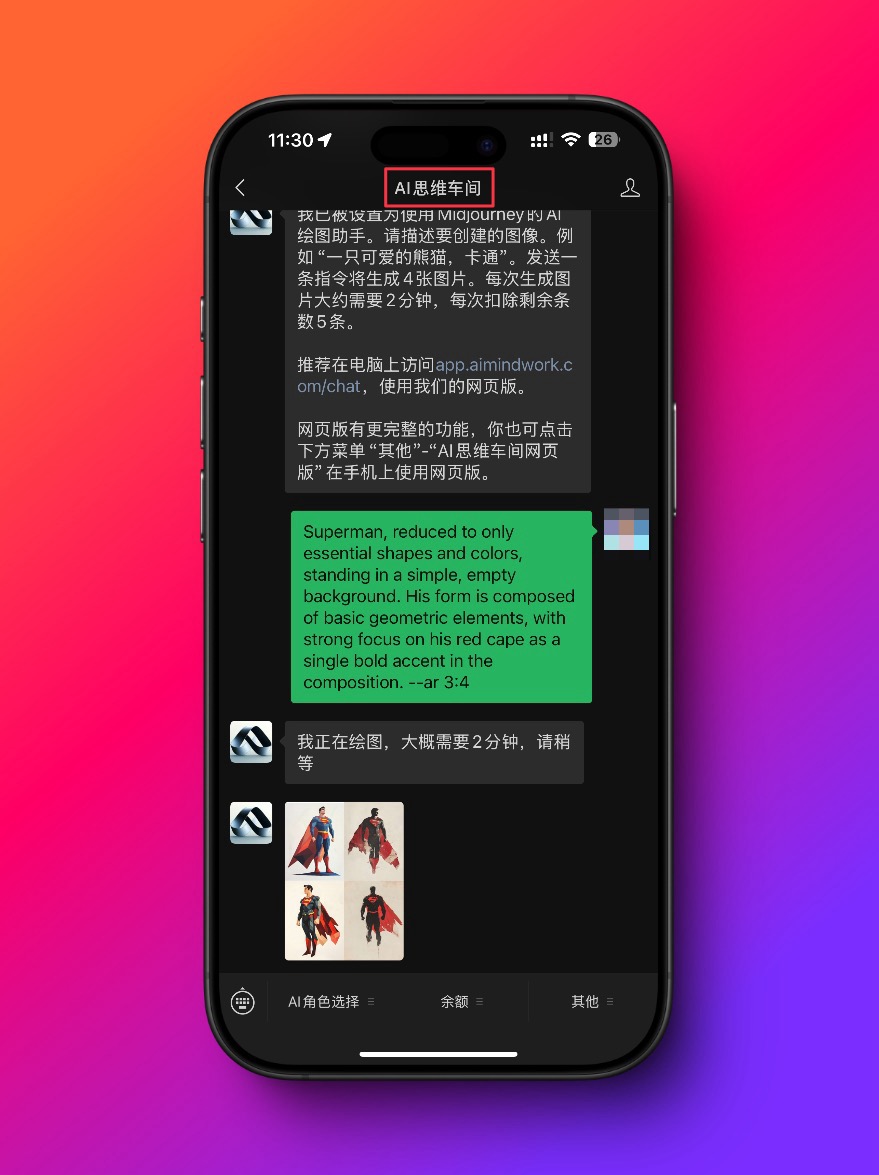 11:30
26
AI思维车间
我已被设置为使用Midjourney的AI
绘图助手。请描述要创建的图像。例
如“一只可爱的熊猫，卡通”。发送一
条指令将生成4张图片。每次生成图
片大约需要2分钟，每次扣除剩余条
数5条。
推荐在电脑上访问app.aimindwork.c
om/chat，使用我们的网页版。
网页版有更完整的功能，你也可点击
下方菜单“其他”-“AI思维车间网页
版”在手机上使用网页版。
Superman, reduced to only
essential shapes and colors,
standing in a simple, empty
background. His form is composed
of basic geometric elements, with
strong focus on his red cape as a
single bold accent in the
composition. --ar 3:4
我正在绘图，大概需要2分钟，请稍
等
AI角色选择
余额
其他